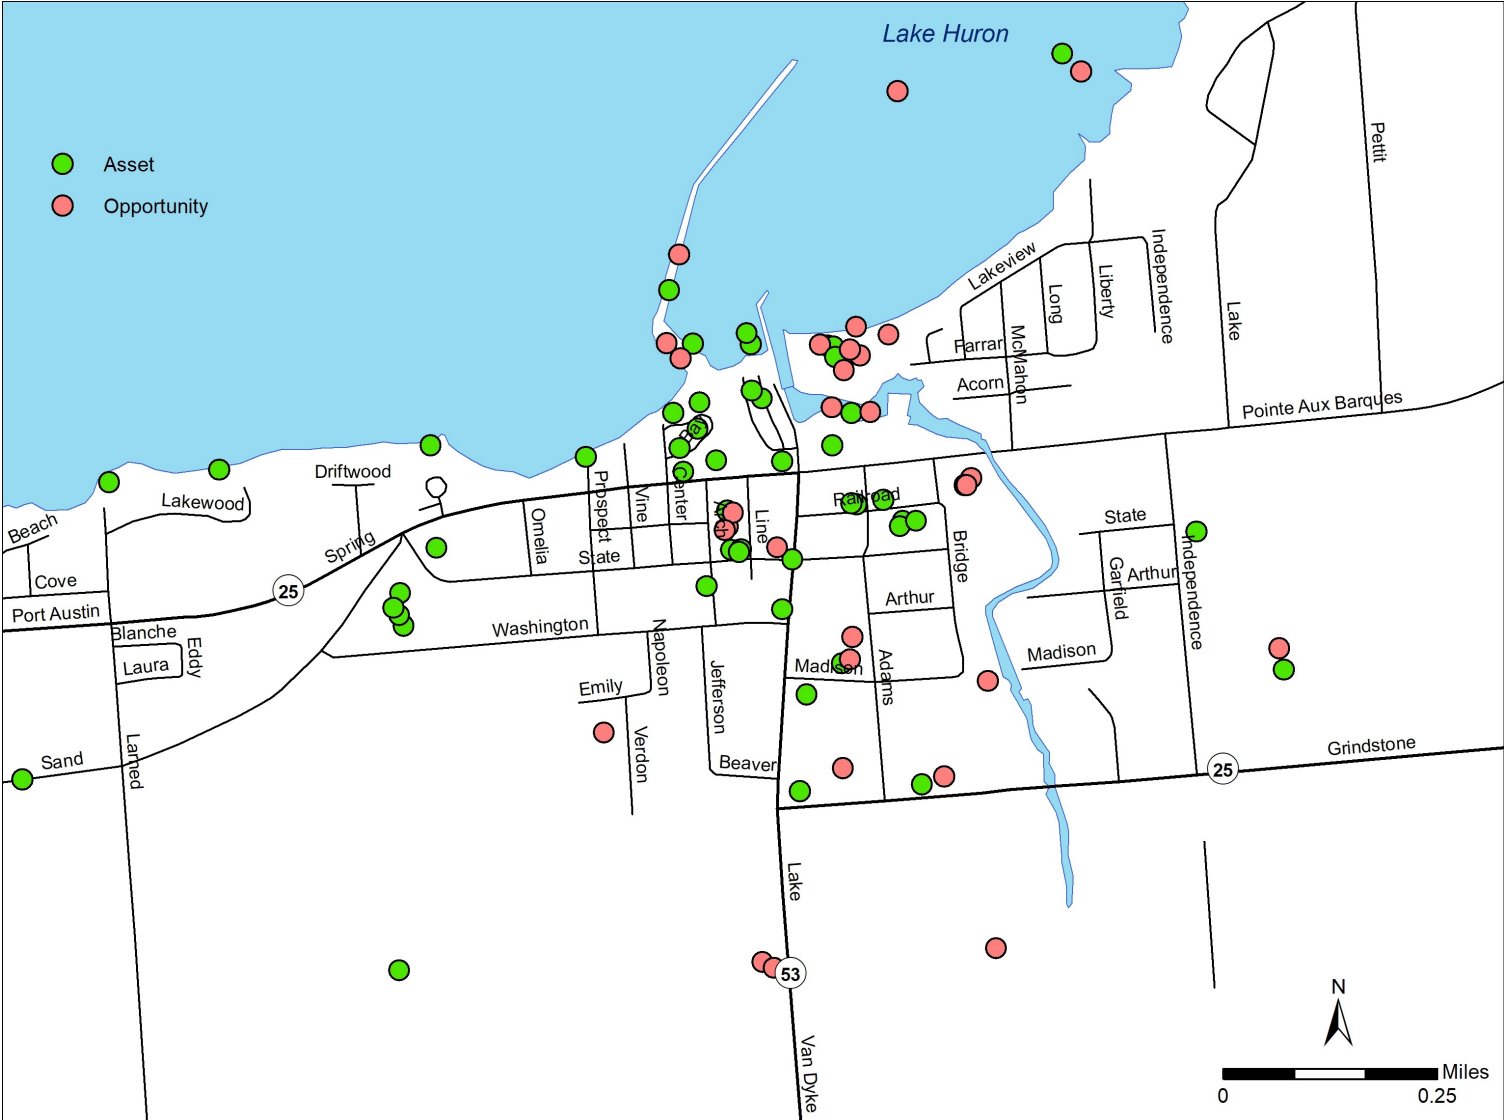 Lake Huron
Asset
Opportunity
Pettit
Independence
Lakeview
Liberty
Long
Lake
McMahon
Farrar
Acorn
Pointe Aux Barques
Driftwood
Lakewood
Prospect
Vine
Center
Line
Railroad
Omelia
State
Beach
Spring
Bridge
State
Independence
Garfield
Arthur
Cove
25
Port Austin
Arthur
Blanche
Washington
Napoleon
Eddy
Laura
Madison
Adams
Madison
Jefferson
Emily
Verdon
Larned
Sand
Beaver
25
Grindstone
Lake
53
N
Van Dyke
Miles
0
0.25